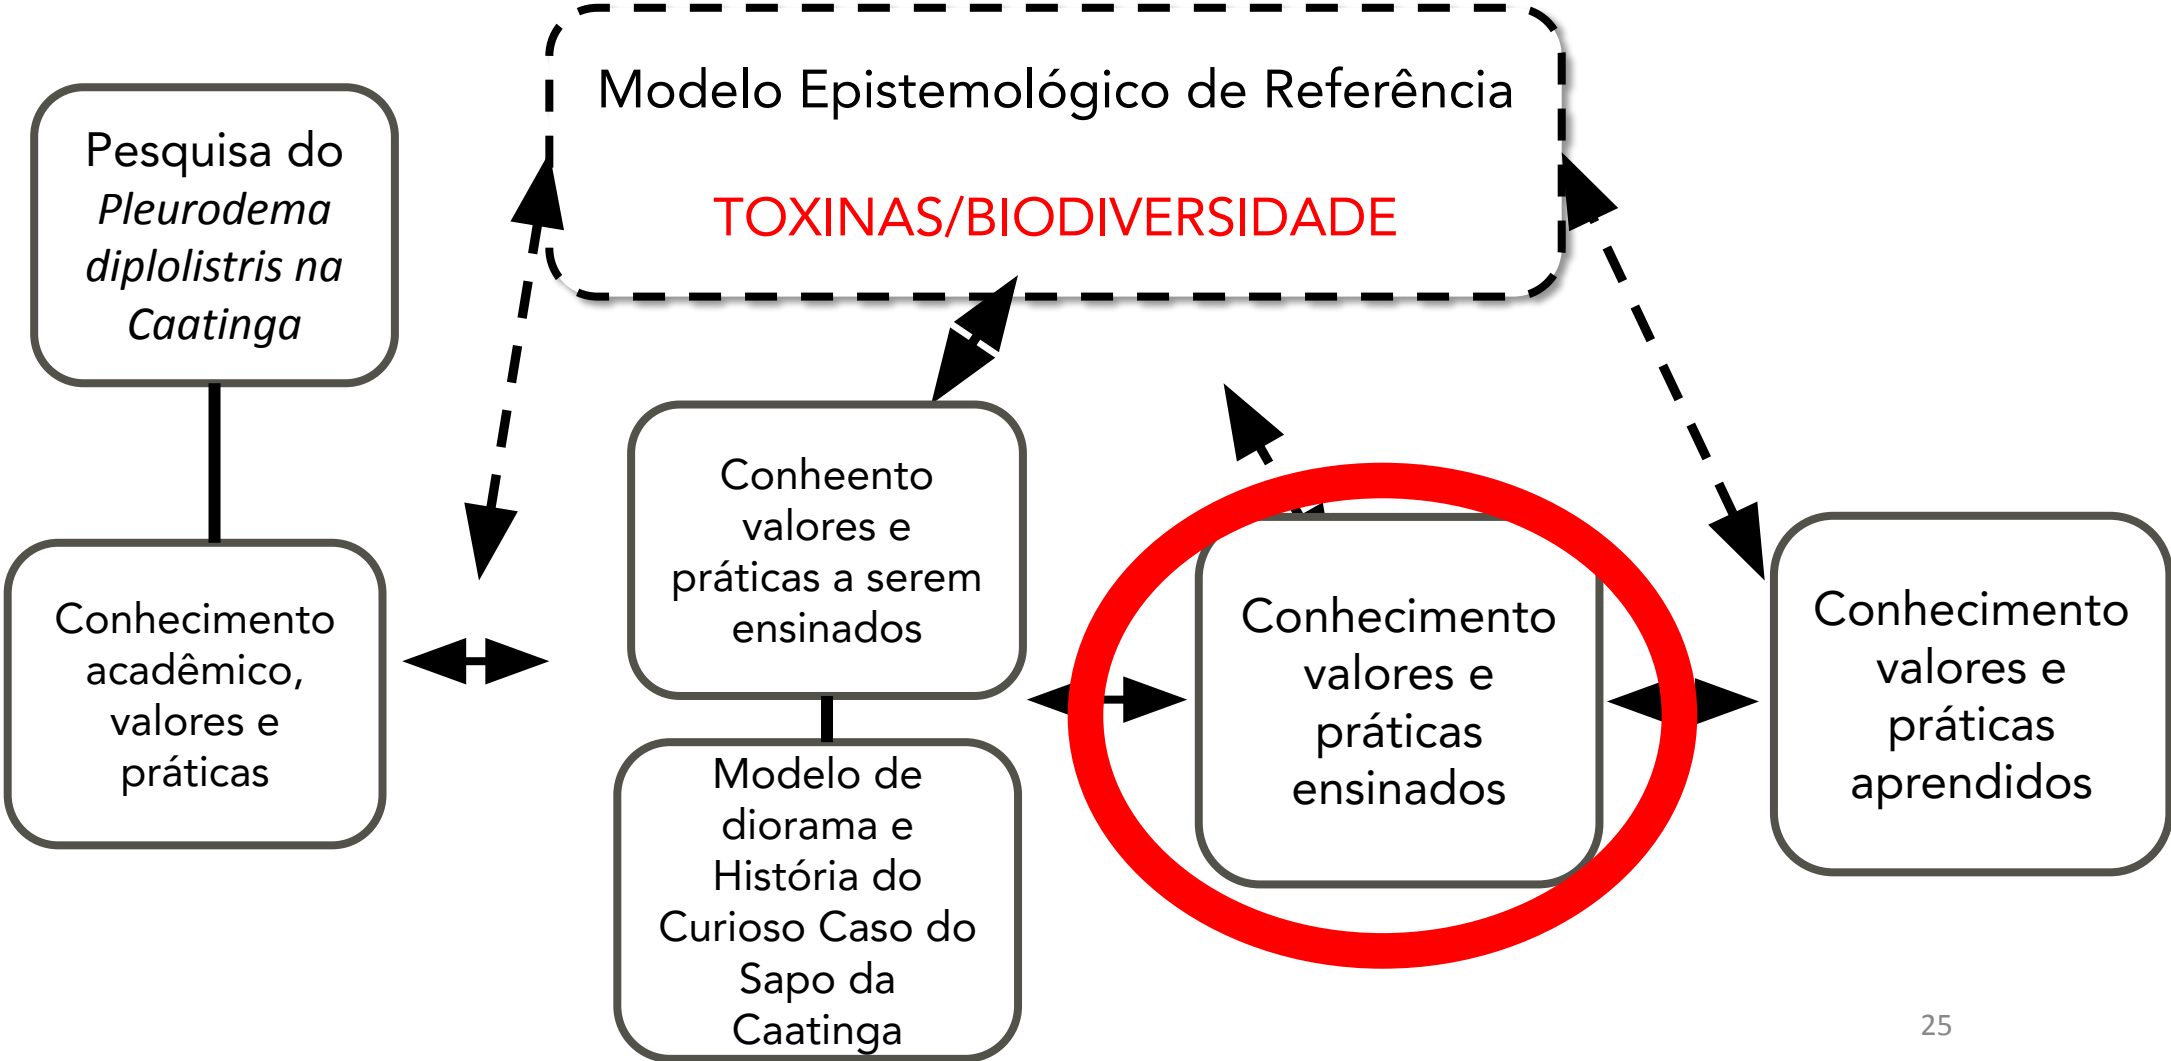 Modelo Epistemológico de Referência
TOXINAS/BIODIVERSIDADE
Pesquisa do
Pleurodema
diplolistris na
Caatinga
Conhecimento
acadêmico,
valores e
práticas
Conheento
valores e
práticas a serem
ensinados
Modelo de
diorama e
História do
Curioso Caso do
Sapo da
Caatinga
Conhecimento
valores e
práticas
ensinados
Conhecimento
valores e
práticas
aprendidos
25